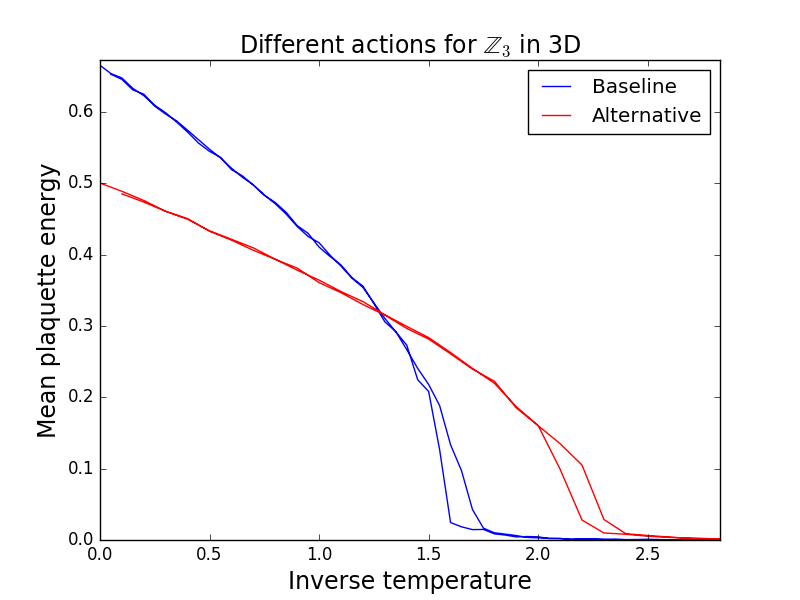 Different actions for ℤ₃ in 3D
Baseline
Alternative
Mean plaquette energy
0.6
0.5
0.4
0.3
0.2
0.1
0.0
0.0 0.5 1.0 1.5 2.0 2.5
Inverse temperature